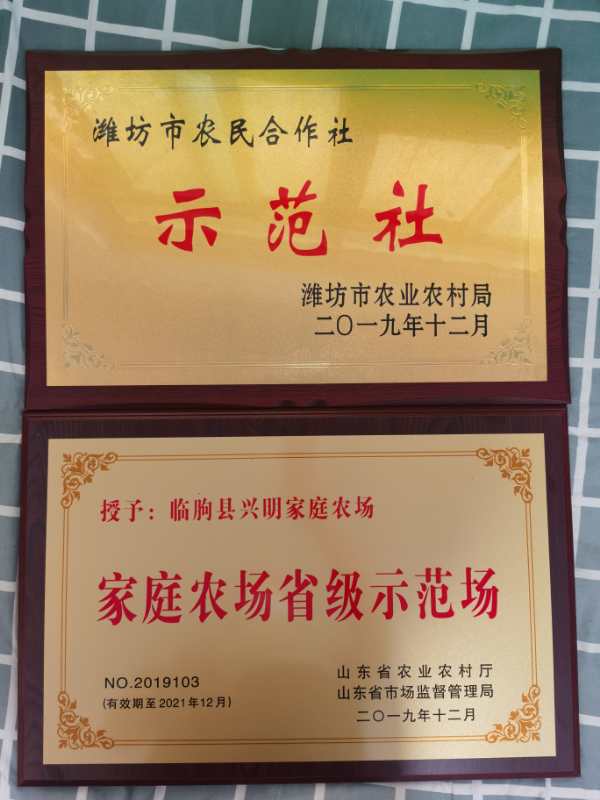 潍坊市农民合作社
示范社
潍坊市农业农村局
二〇一九年十二月
授予：临朐县兴明家庭农场
家庭农场省级示范场
NO.2019103
(有效期至2021年12月)
山东省农业农村厅
山东省市场监督管理局
二〇一九年十二月